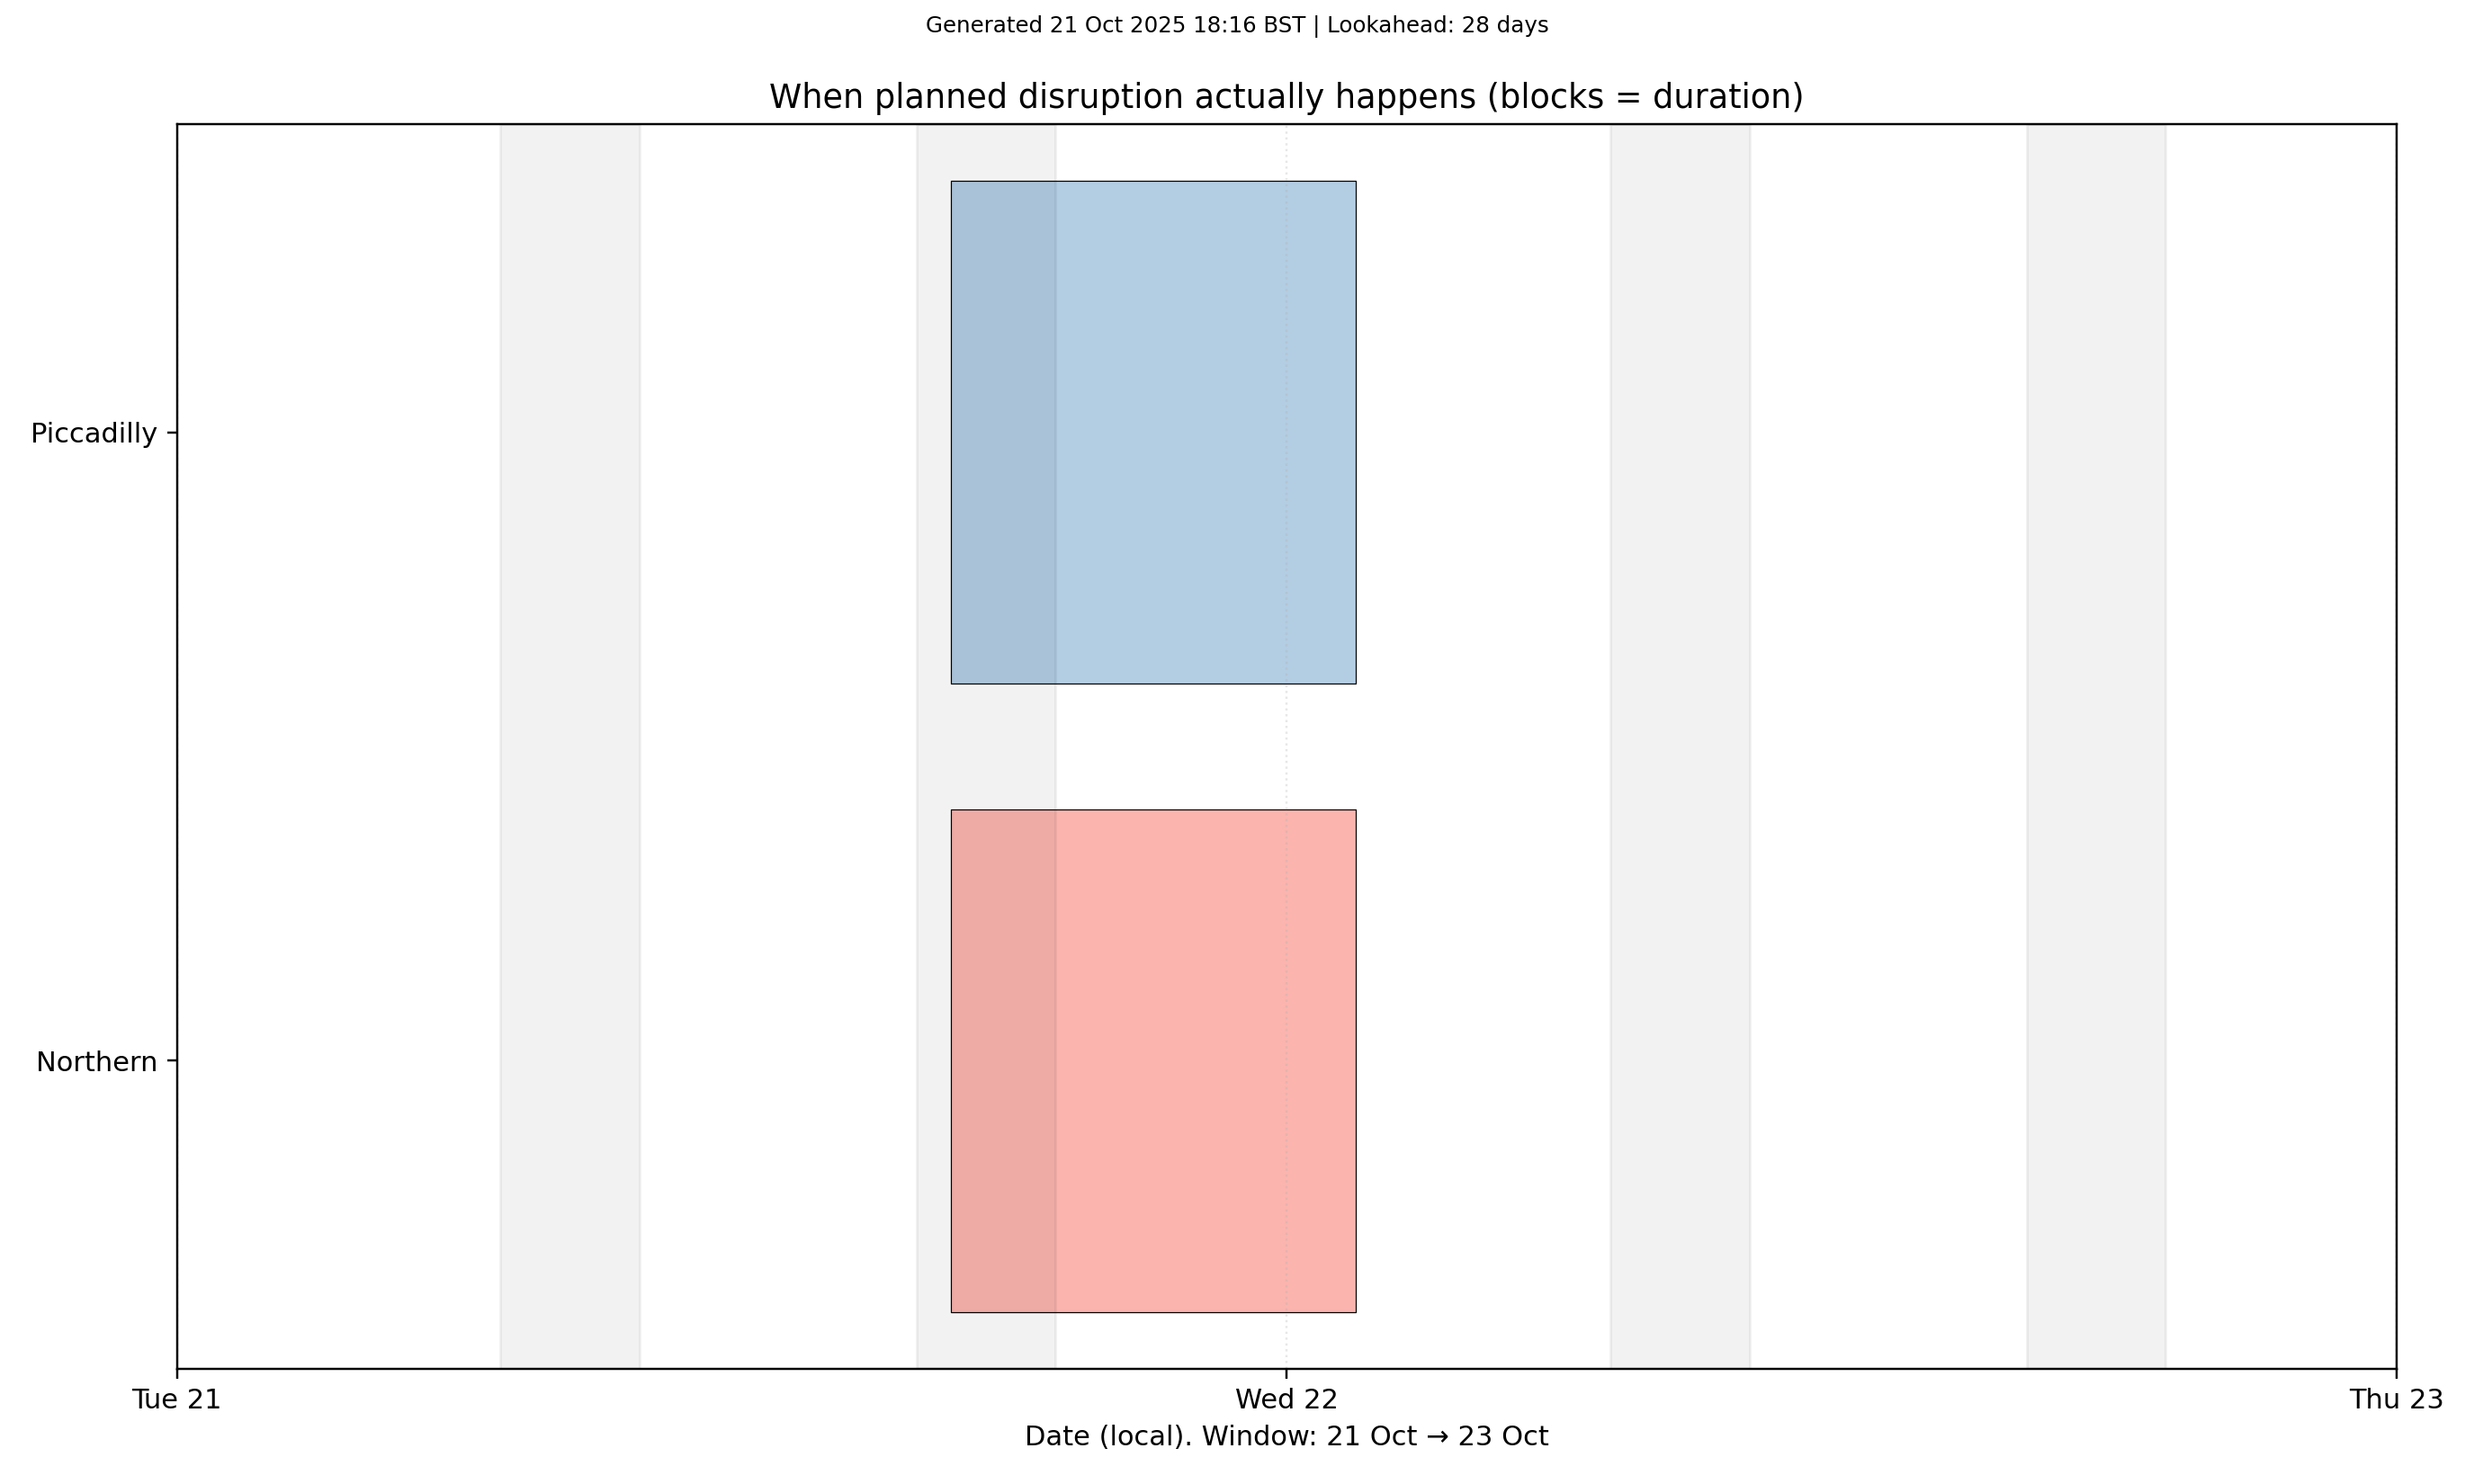 Generated 21 Oct 2025 18:16 BST | Lookahead: 28 days
When planned disruption actually happens (blocks = duration)
Piccadilly
Northern
Tue 21
Wed 22
Thu 23
Date (local). Window: 21 Oct → 23 Oct